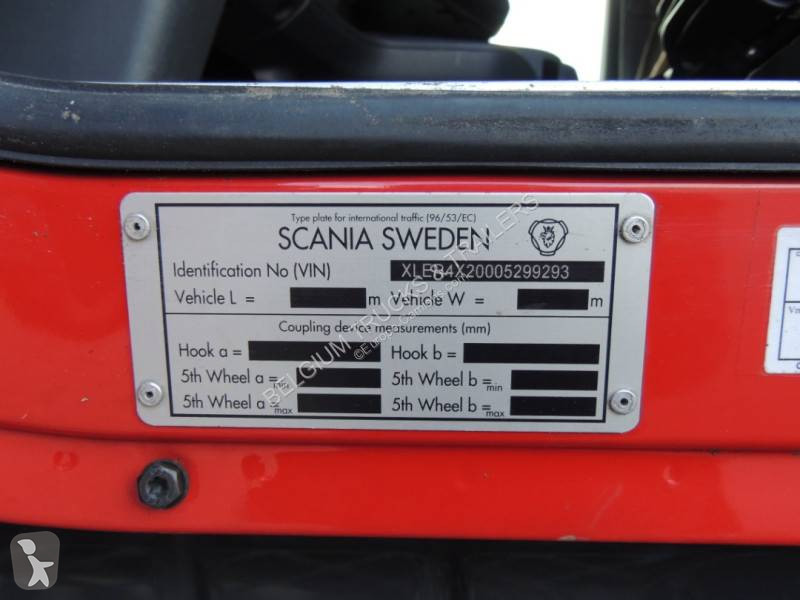 Type plate for international traffic (96/53/EC)
SCANIA SWEDEN
Identification No (VIN) XLER4X20005299293
Vehicle L = m Vehicle W = m
Coupling device measurements (mm)
Hook a = Hook b =
5th Wheel a = min 5th Wheel b = min
5th Wheel a = max 5th Wheel b = max
BELGIUM TRUCKS & TRAILERS